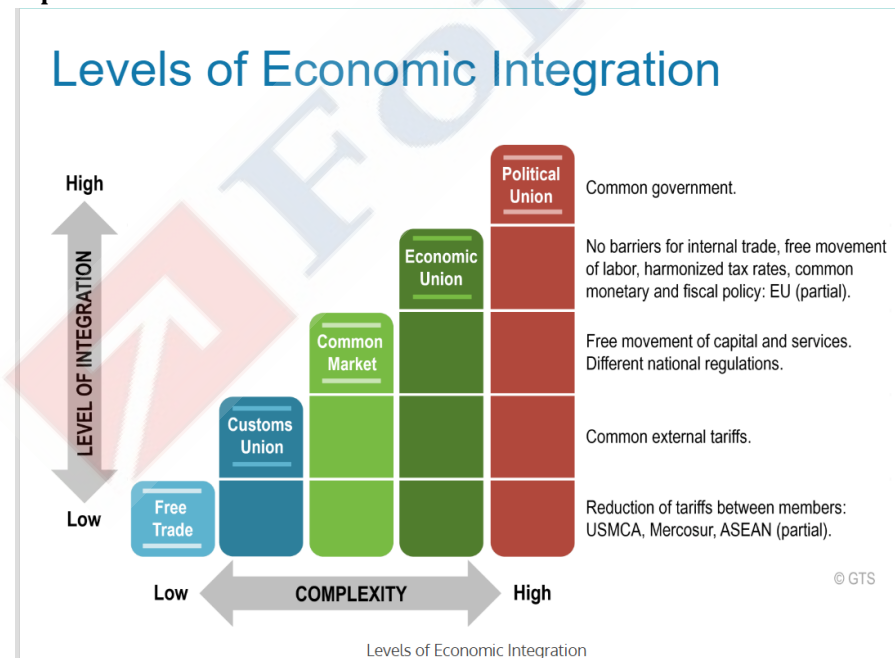 Levels of Economic Integration
High
LEVEL OF INTEGRATION
Low
Political
Union
Common government.
Economic
Union
No barriers for internal trade, free movement
of labor, harmonized tax rates, common
monetary and fiscal policy: EU (partial).
Common
Market
Free movement of capital and services.
Different national regulations.
Customs
Union
Common external tariffs.
Free
Trade
Reduction of tariffs between members:
USMCA, Mercosur, ASEAN (partial).
Low
COMPLEXITY
High
© GTS
Levels of Economic Integration